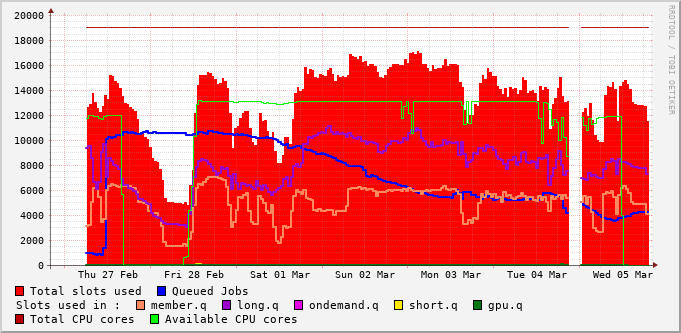 20000
18000
16000
14000
12000
10000
8000
6000
4000
2000
0
Thu 27 Feb Fri 28 Feb Sat 01 Mar Sun 02 Mar Mon 03 Mar Tue 04 Mar Wed 05 Mar
Total slots used Queued Jobs
Slots used in : member.q long.q ondemand.q short.q gpu.q
Total CPU cores Available CPU cores
RRDTOOL / TOBI OETIKER